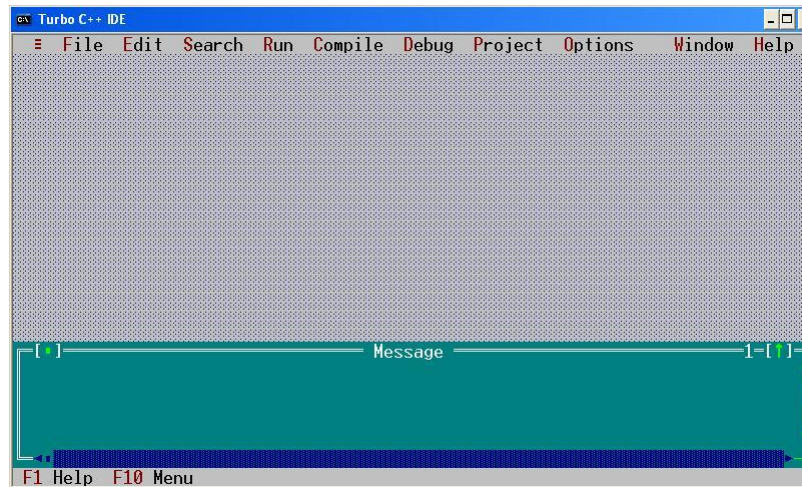 Turbo C++ IDE
≡ File Edit Search Run Compile Debug Project Options Window Help
[▪] Message 1=[↑]
F1 Help F10 Menu